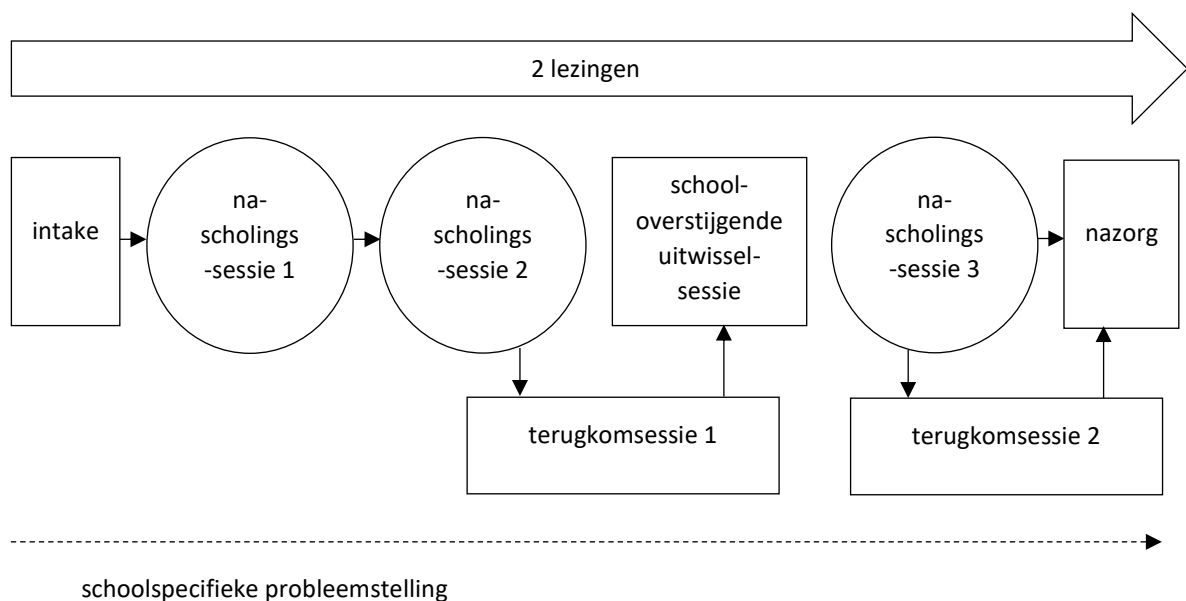 2 lezingen
intake
na-
scholings
-sessie 1
na-
scholings
-sessie 2
school-
overstijgende
uitwissel-
sessie
na-
scholings
-sessie 3
nazorg
terugkomsessie 1
terugkomsessie 2
schoolspecifieke probleemstelling